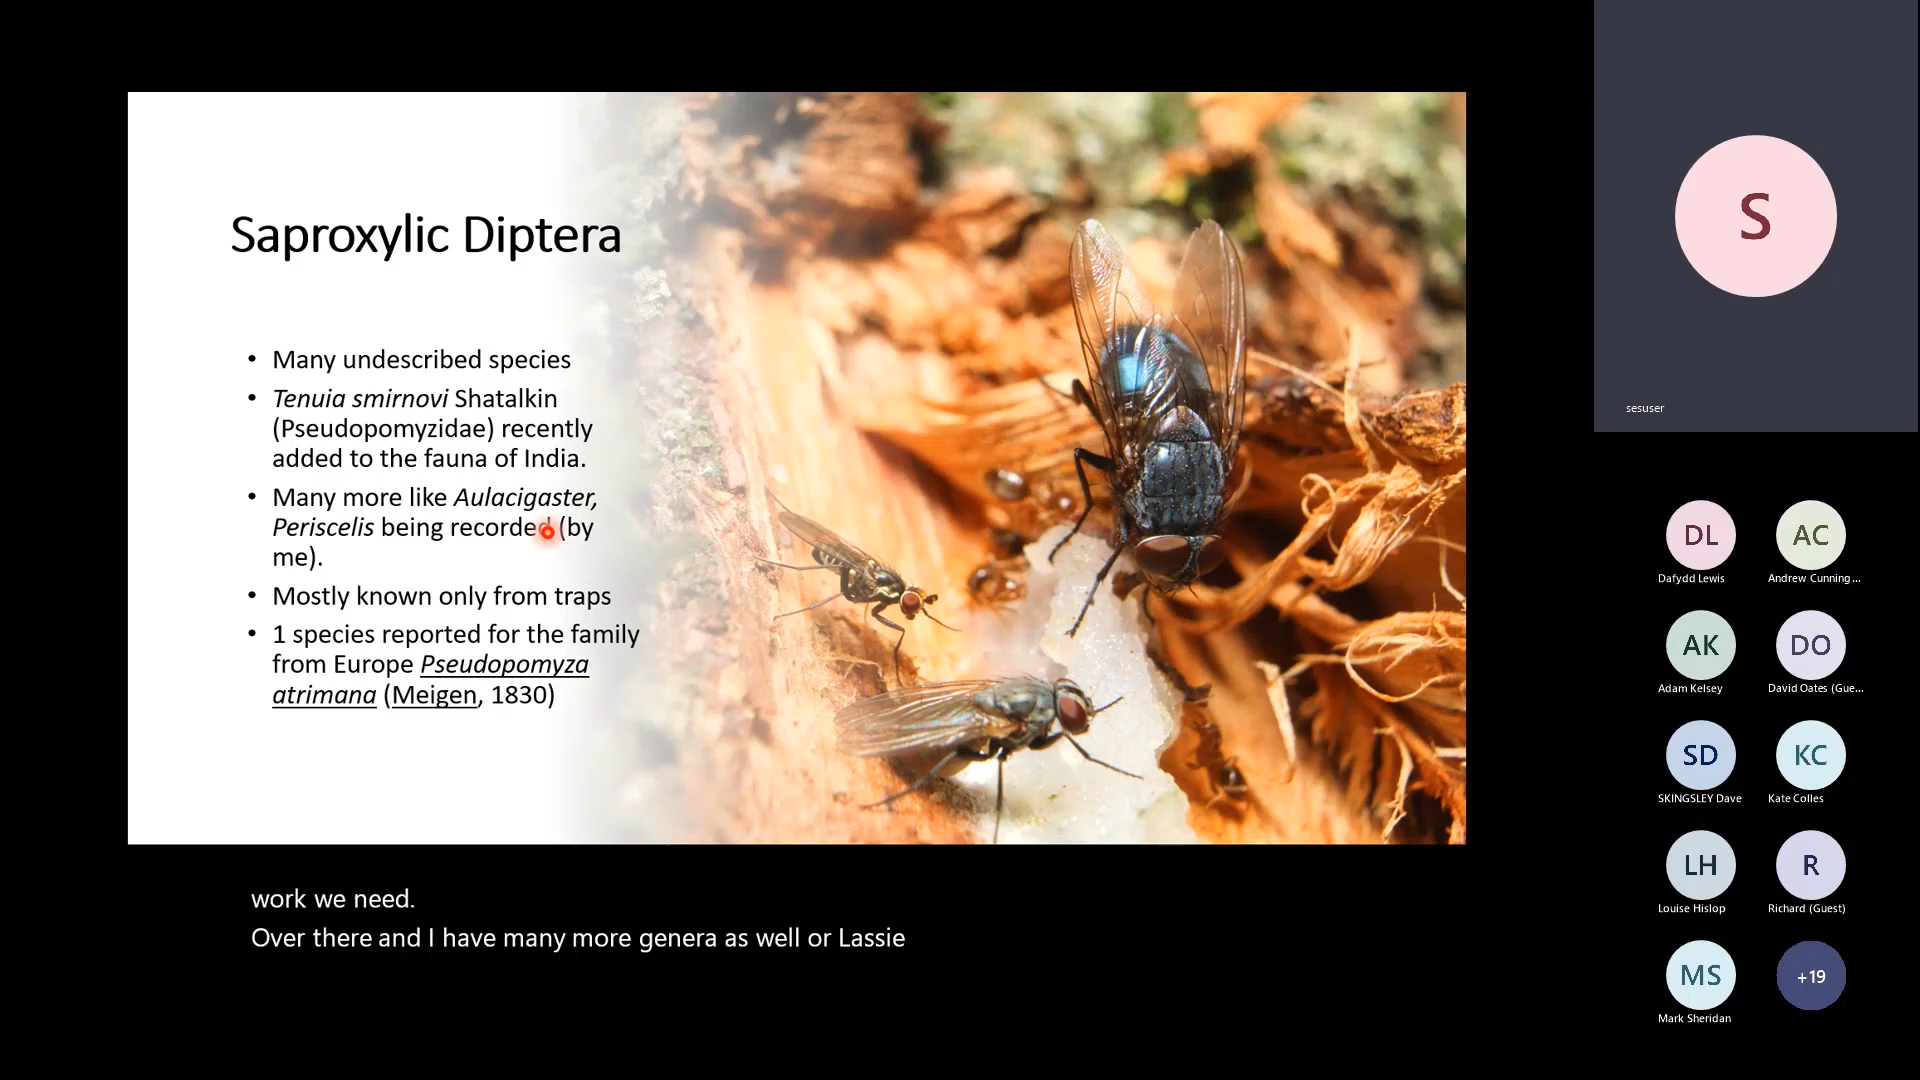 Saproxylic Diptera
• Many undescribed species
• Tenuia smirnovi Shatalkin
(Pseudopomyzidae) recently
added to the fauna of India.
• Many more like Aulacigaster,
Periscelis being recorded (by
me).
• Mostly known only from traps
• 1 species reported for the family
from Europe Pseudopomyza
atrimana (Meigen, 1830)
work we need.
Over there and I have many more genera as well or Lassie
S
sesuser
DL
Dafydd Lewis
AC
Andrew Cunning...
AK
Adam Kelsey
DO
David Oates (Gue...
SD
SKINGSLEY Dave
KC
Kate Colles
LH
Louise Hislop
R
Richard (Guest)
MS
Mark Sheridan
+19